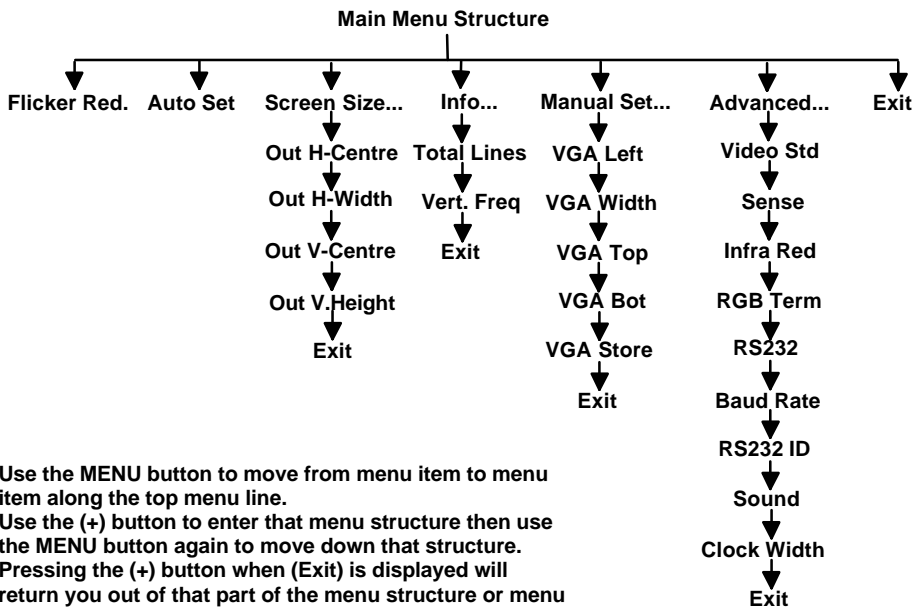 Main Menu Structure
Flicker Red. Auto Set Screen Size... Info... Manual Set... Advanced... Exit
Out H-Centre Total Lines VGA Left Video Std
Out H-Width Vert. Freq VGA Width Sense
Out V-Centre Exit VGA Top Infra Red
Out V.Height VGA Bot RGB Term
Exit VGA Store RS232
Exit Baud Rate
RS232 ID
Sound
Clock Width
Exit
Use the MENU button to move from menu item to menu
item along the top menu line.
Use the (+) button to enter that menu structure then use
the MENU button again to move down that structure.
Pressing the (+) button when (Exit) is displayed will
return you out of that part of the menu structure or menu